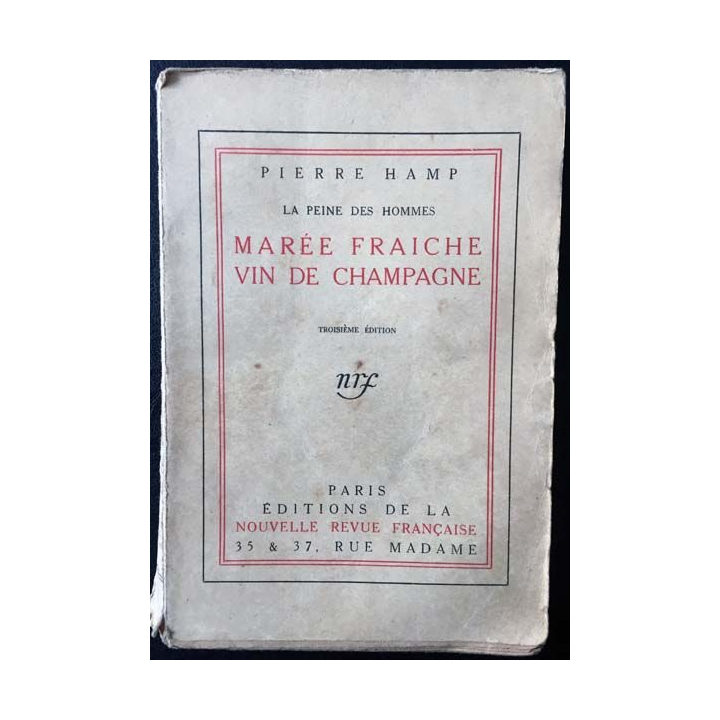 PIERRE HAMP
LA PEINE DES HOMMES
MARÉE FRAICHE
VIN DE CHAMPAGNE
TROISIÈME ÉDITION
nrf
PARIS
ÉDITIONS DE LA
NOUVELLE REVUE FRANÇAISE
35 & 37, RUE MADAME